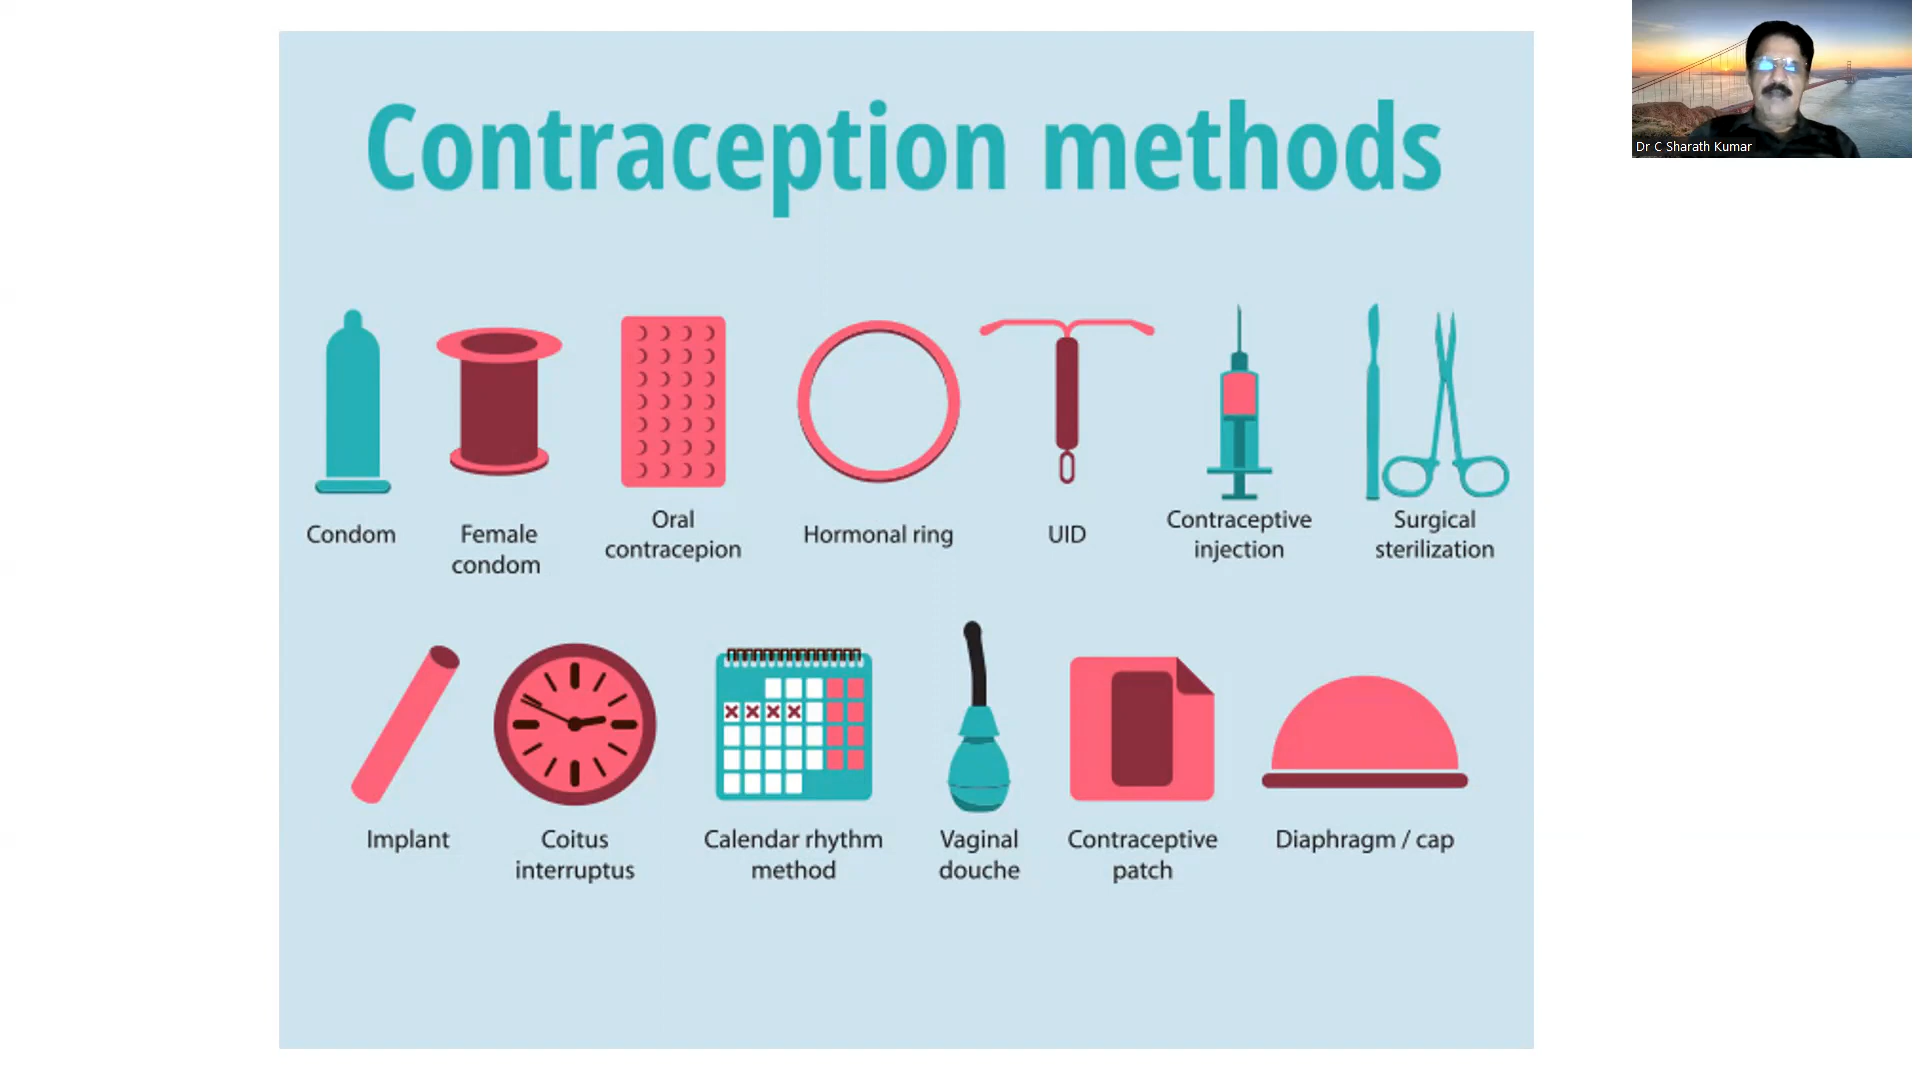 Contraception methods
Dr C Sharath Kumar
Condom
Female
condom
Oral
contracepion
Hormonal ring
UID
Contraceptive
injection
Surgical
sterilization
Implant
Coitus
interruptus
Calendar rhythm
method
Vaginal
douche
Contraceptive
patch
Diaphragm / cap